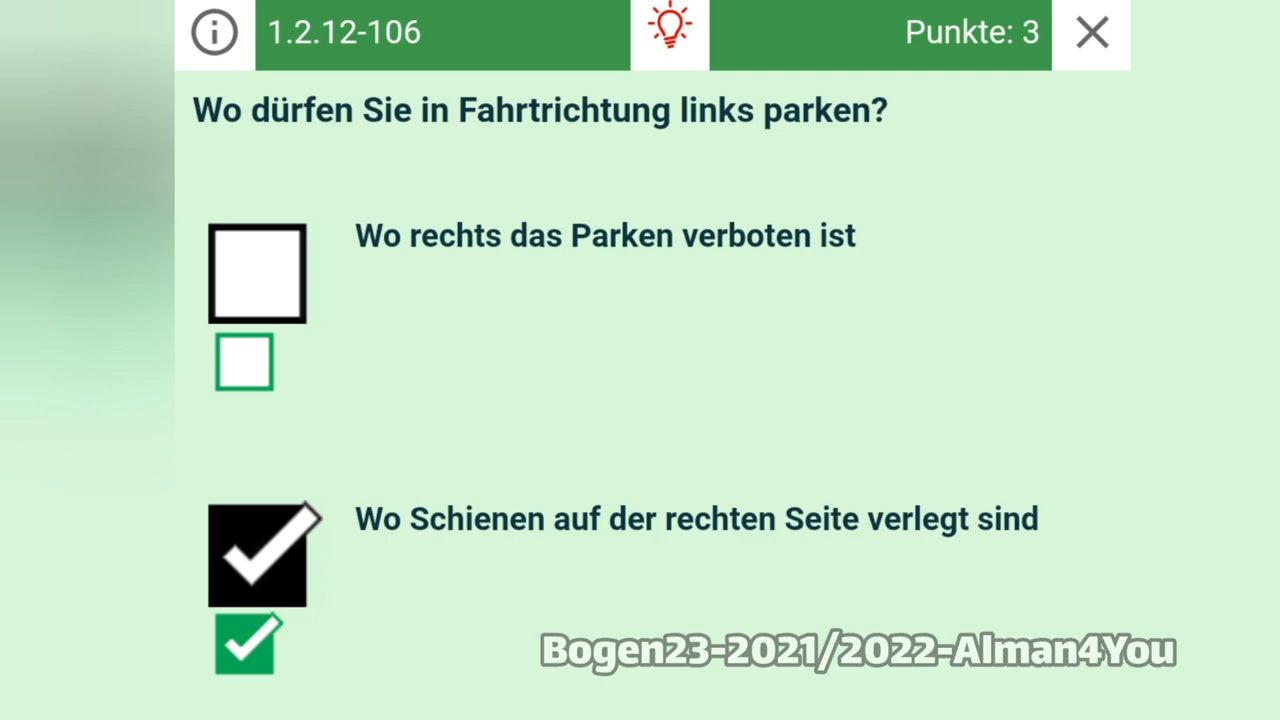 1.2.12-106
Punkte: 3
Wo dürfen Sie in Fahrtrichtung links parken?
Wo rechts das Parken verboten ist
Wo Schienen auf der rechten Seite verlegt sind
Bogen23-2021/2022-Alman4You